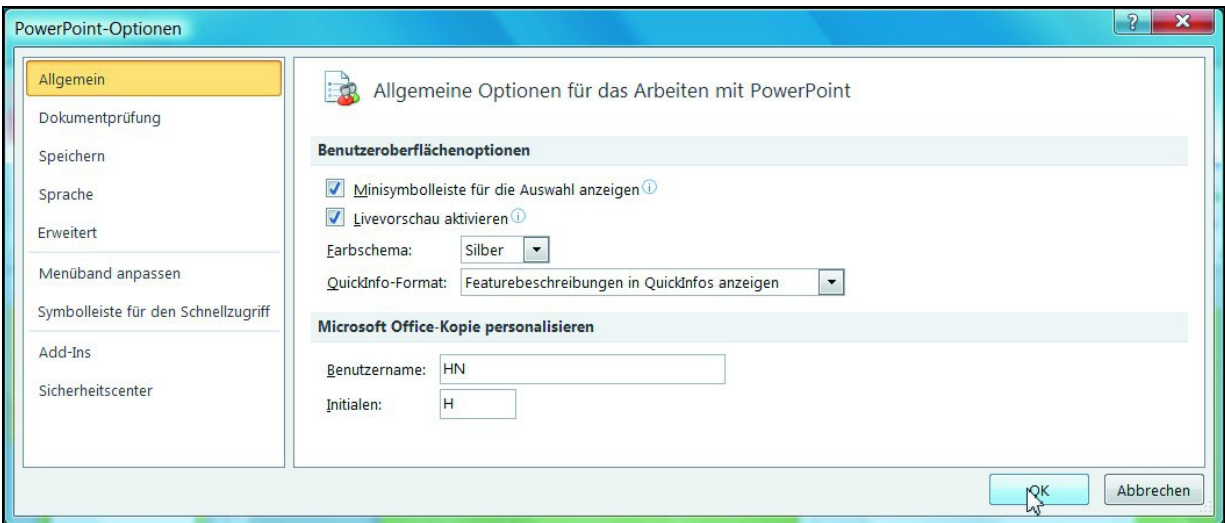 PowerPoint-Optionen
Allgemein
Dokumentprüfung
Speichern
Sprache
Erweitert
Menüband anpassen
Symbolleiste für den Schnellzugriff
Add-Ins
Sicherheitscenter
Allgemeine Optionen für das Arbeiten mit PowerPoint
Benutzeroberflächenoptionen
Minisymbolleiste für die Auswahl anzeigen
Livevorschau aktivieren
Farbschema: Silber
QuickInfo-Format: Featurebeschreibungen in QuickInfos anzeigen
Microsoft Office-Kopie personalisieren
Benutzername: HN
Initialen: H
OK Abbrechen